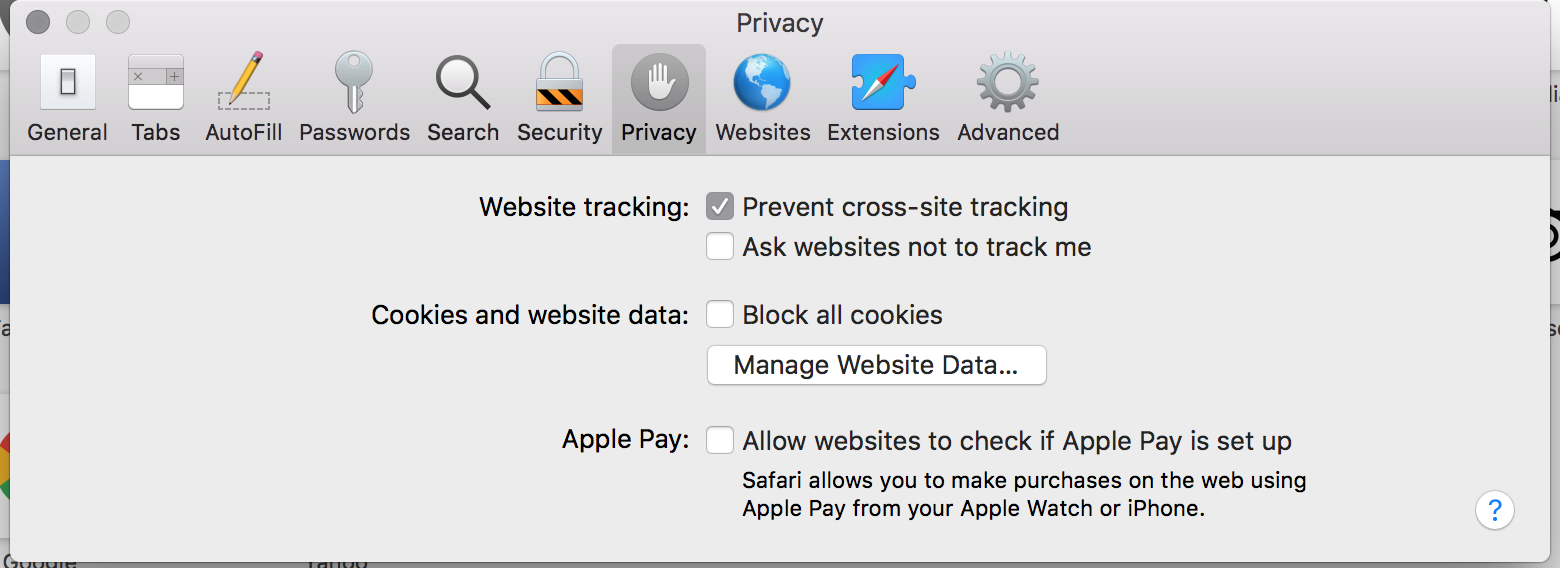 Privacy
General Tabs AutoFill Passwords Search Security Privacy Websites Extensions Advanced
Website tracking: Prevent cross-site tracking
Ask websites not to track me
Cookies and website data: Block all cookies
Manage Website Data...
Apple Pay: Allow websites to check if Apple Pay is set up
Safari allows you to make purchases on the web using
Apple Pay from your Apple Watch or iPhone.
?
Google Yahoo